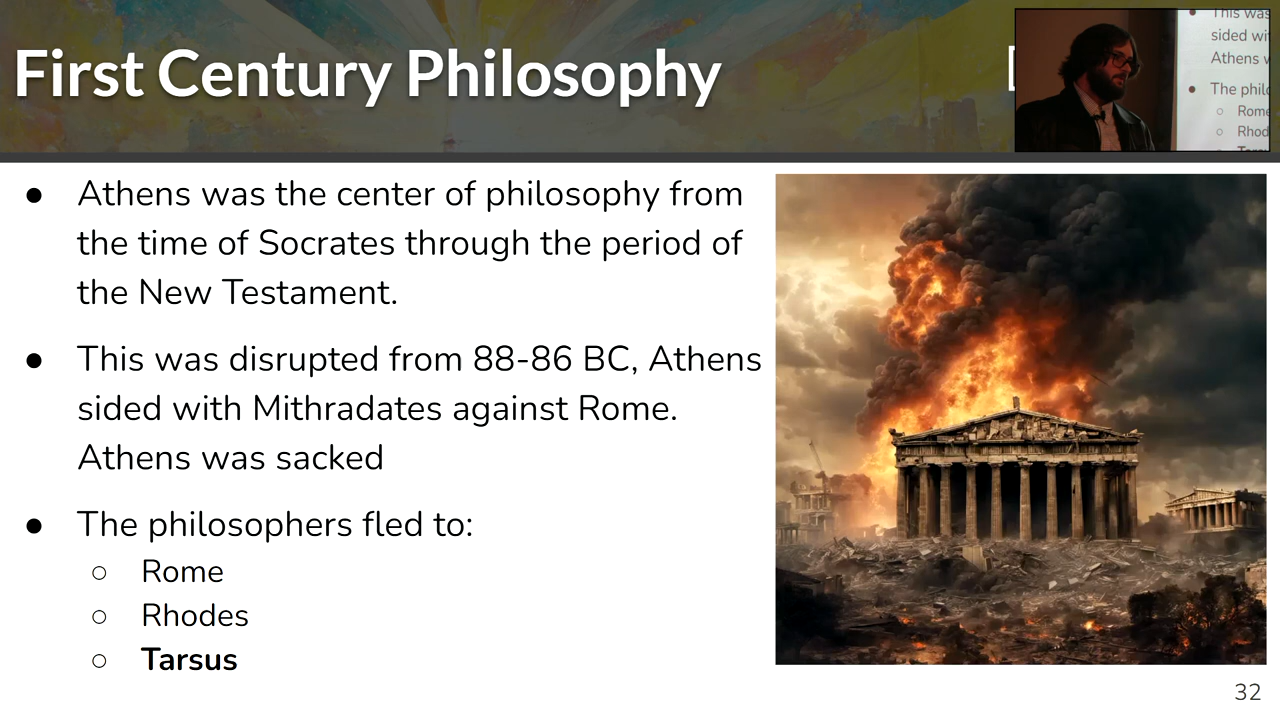 First Century Philosophy
[
This was
sided wit
Athens w
The philo
Rome
Rhod
● Athens was the center of philosophy from
the time of Socrates through the period of
the New Testament.
● This was disrupted from 88-86 BC, Athens
sided with Mithradates against Rome.
Athens was sacked
● The philosophers fled to:
○ Rome
○ Rhodes
○ Tarsus
32